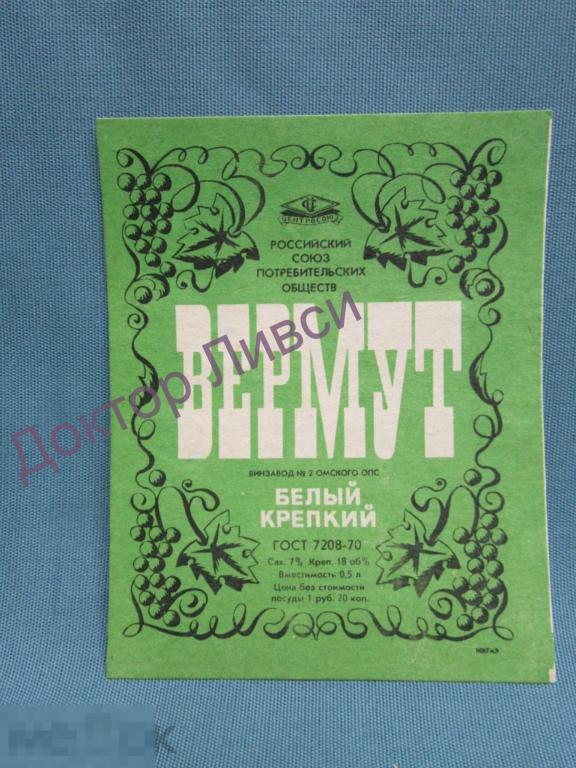 ЦЕНТРОСОЮЗ
РОССИЙСКИЙ
СОЮЗ
ПОТРЕБИТЕЛЬСКИХ
ОБЩЕСТВ
ВЕРМУТ
ВИНЗАВОД № 2 ОМСКОГО ОПС
БЕЛЫЙ
КРЕПКИЙ
ГОСТ 7208-70
Сах. 7% Креп. 18 об%
Вместимость 0,5 л
Цена без стоимости
посуды 1 руб. 20 коп.
Доктор Ливси